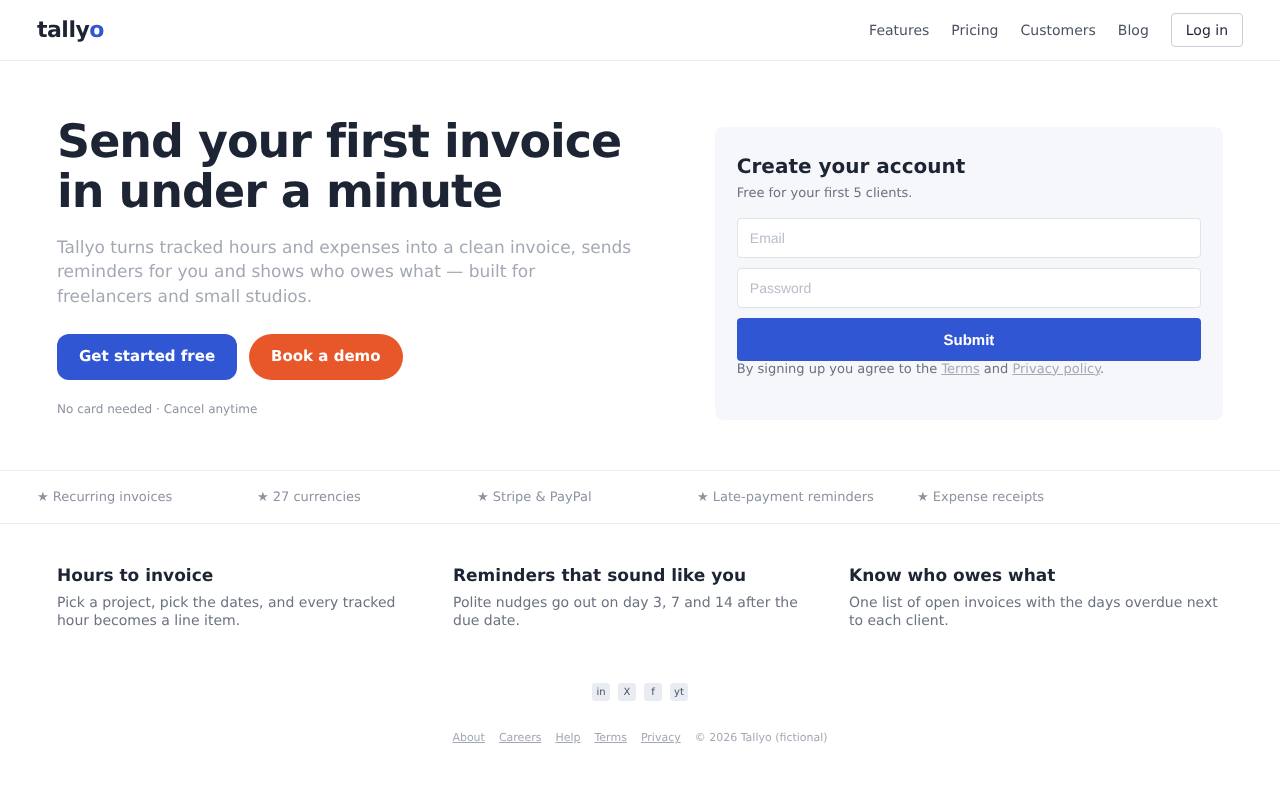 tallyo
Features
Pricing
Customers
Blog
Log in
Send your first invoice
in under a minute
Tallyo turns tracked hours and expenses into a clean invoice, sends
reminders for you and shows who owes what — built for
freelancers and small studios.
Get started free
Book a demo
No card needed · Cancel anytime
Create your account
Free for your first 5 clients.
Email
Password
Submit
By signing up you agree to the Terms and Privacy policy.
★ Recurring invoices
★ 27 currencies
★ Stripe & PayPal
★ Late-payment reminders
★ Expense receipts
Hours to invoice
Pick a project, pick the dates, and every tracked
hour becomes a line item.
Reminders that sound like you
Polite nudges go out on day 3, 7 and 14 after the
due date.
Know who owes what
One list of open invoices with the days overdue next
to each client.
in
X
f
yt
About
Careers
Help
Terms
Privacy
© 2026 Tallyo (fictional)